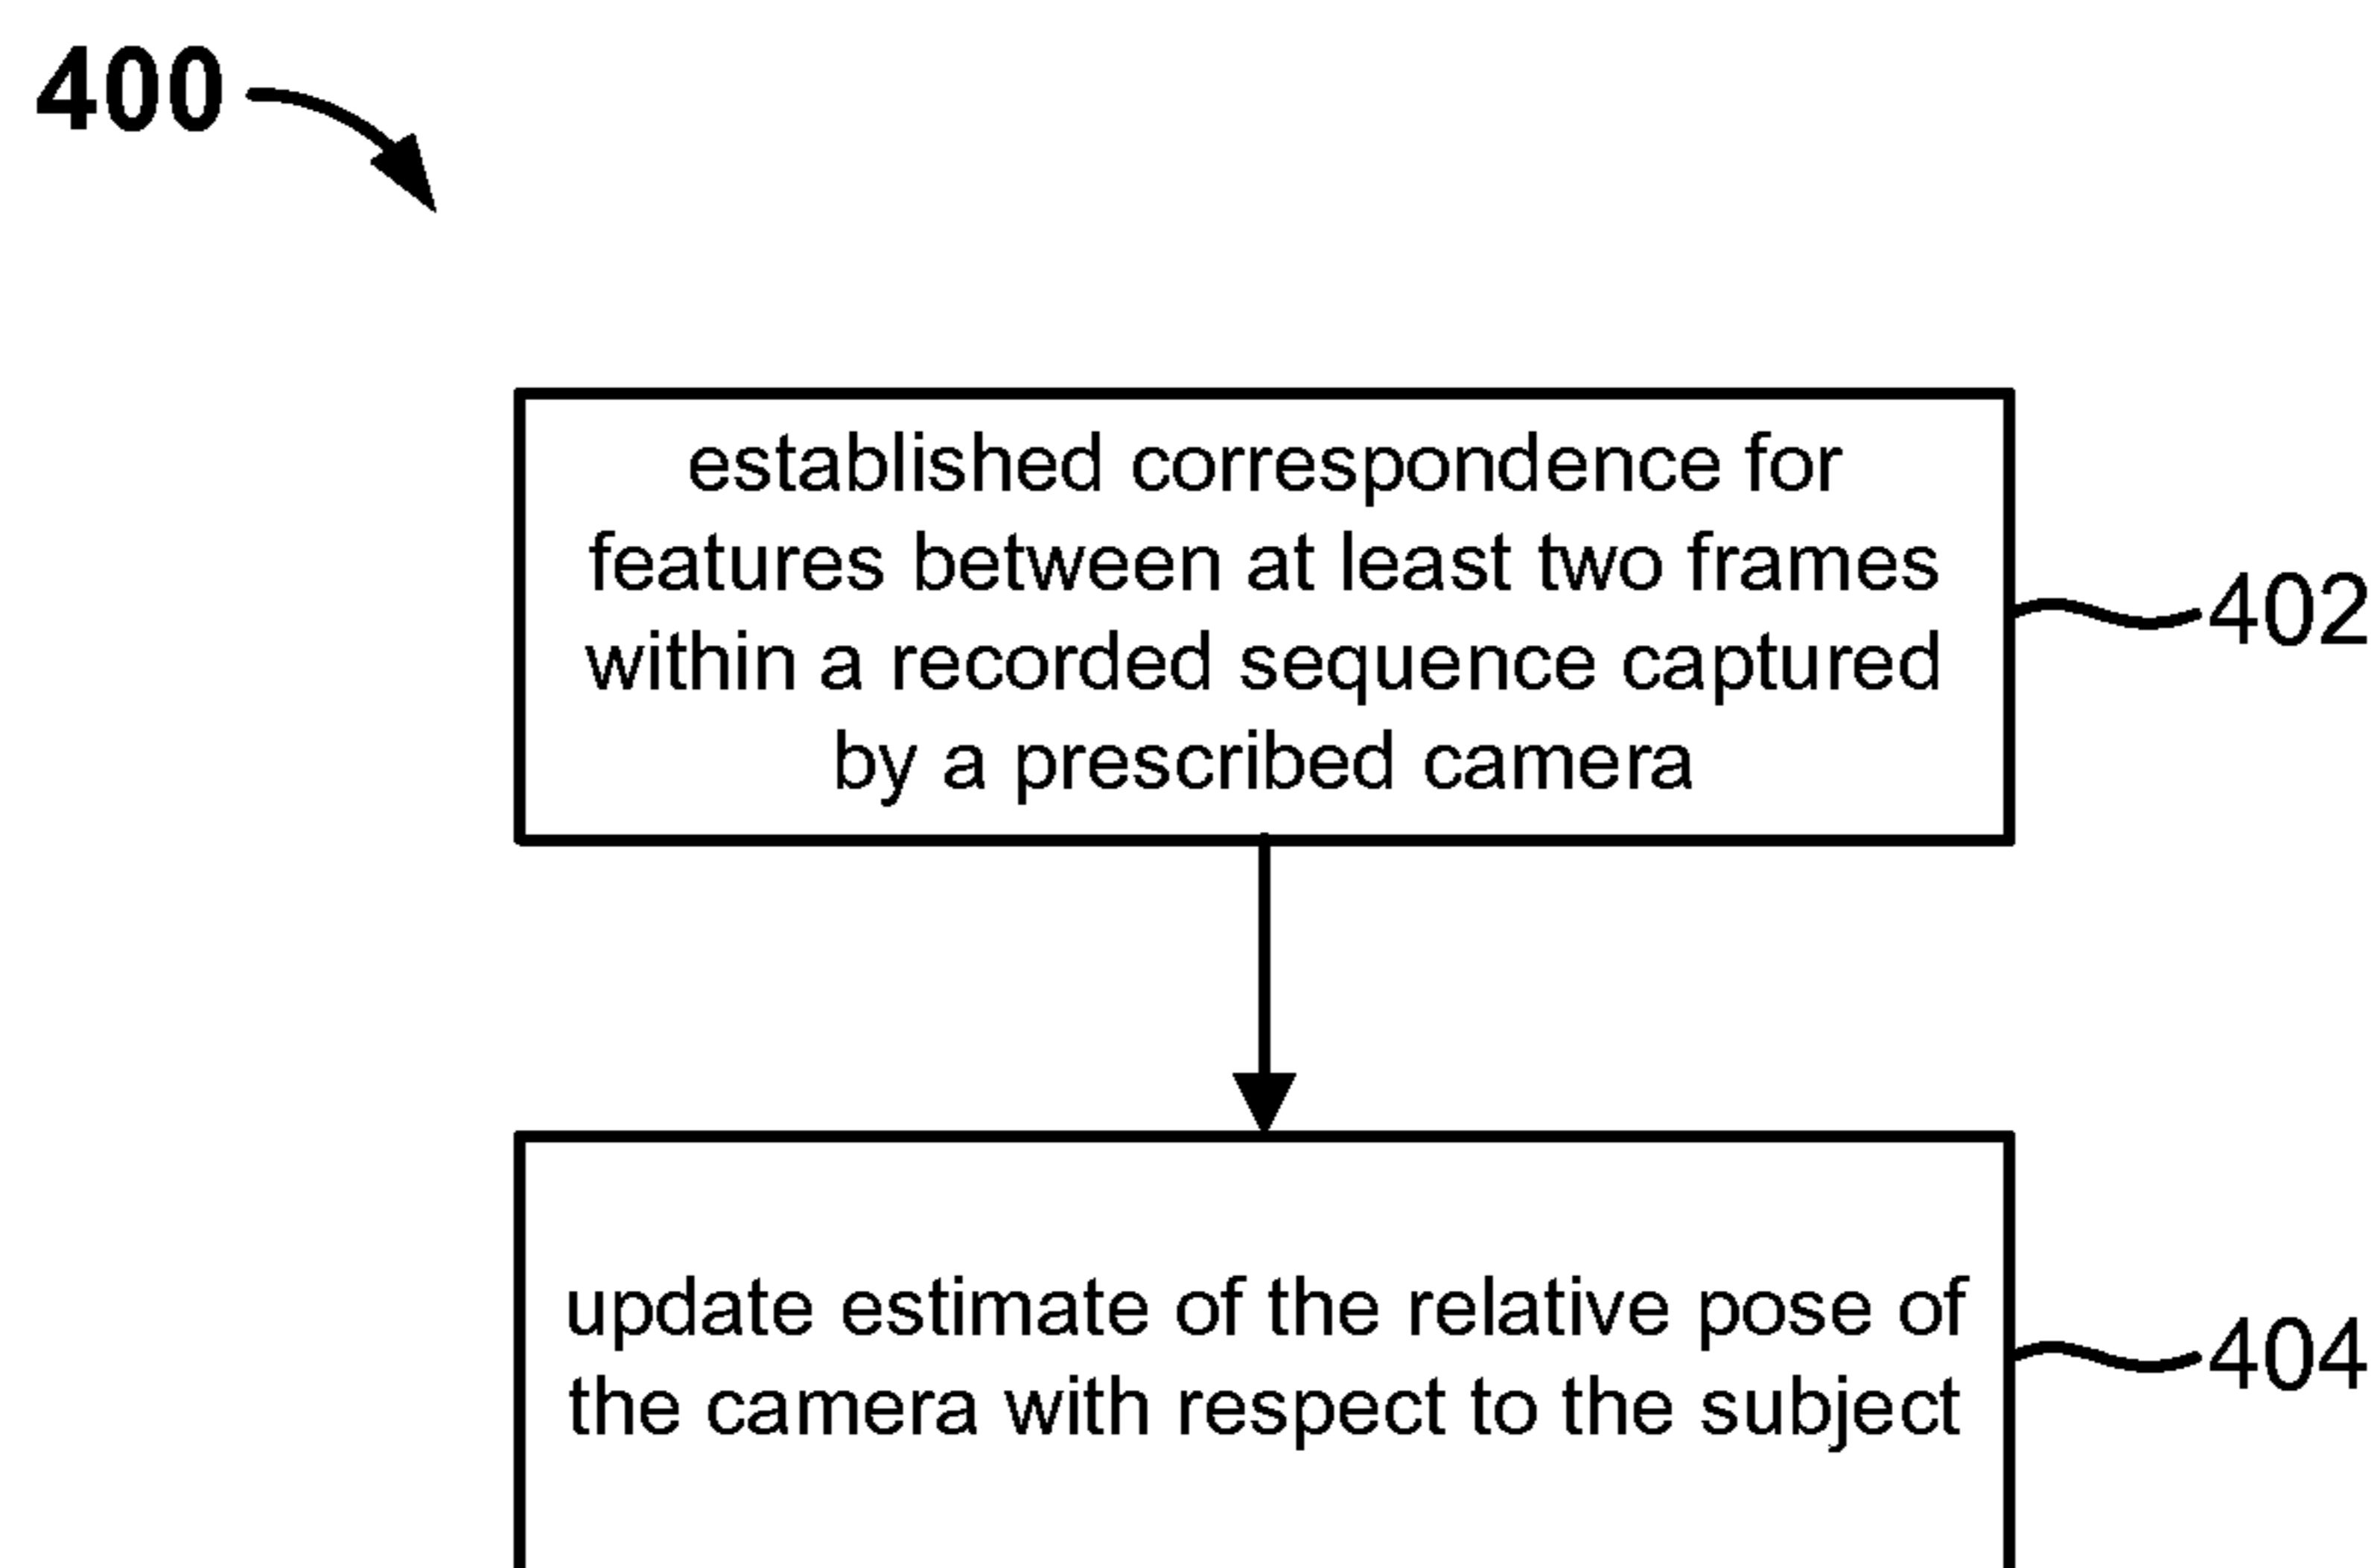 400
established correspondence for
features between at least two frames
within a recorded sequence captured
by a prescribed camera
402
update estimate of the relative pose of
the camera with respect to the subject
404